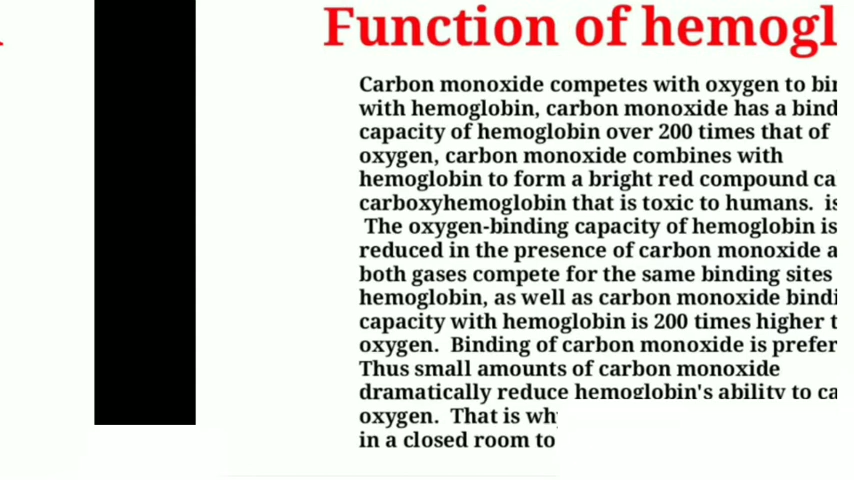 Function of hemogl
Carbon monoxide competes with oxygen to bin
with hemoglobin, carbon monoxide has a bind
capacity of hemoglobin over 200 times that of
oxygen, carbon monoxide combines with
hemoglobin to form a bright red compound ca
carboxyhemoglobin that is toxic to humans.  is
The oxygen-binding capacity of hemoglobin is
reduced in the presence of carbon monoxide a
both gases compete for the same binding sites
hemoglobin, as well as carbon monoxide bindi
capacity with hemoglobin is 200 times higher t
oxygen.  Binding of carbon monoxide is prefer
Thus small amounts of carbon monoxide
dramatically reduce hemoglobin's ability to ca
oxygen.  That is why
in a closed room to